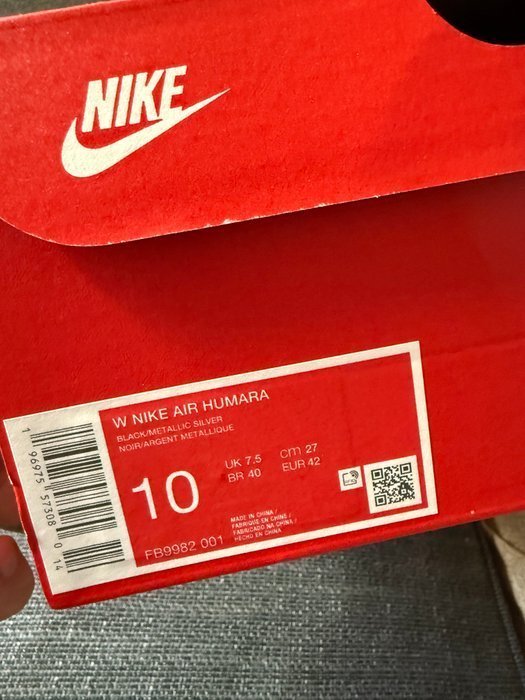 NIKE
W NIKE AIR HUMARA
BLACK/METALLIC SILVER
NOIR/ARGENT METALLIQUE
10
UK 7.5 cm 27
BR 40 EUR 42
MADE IN CHINA /
FABRIQUE EN CHINE /
FABRICADO NA CHINA /
HECHO EN CHINA
FB9982 001
1 96975 57308 0 14